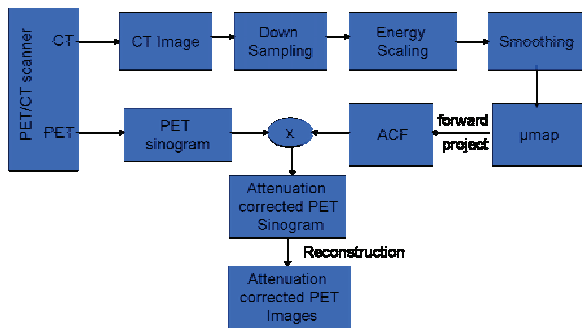 PET/CT scanner
CT
CT Image
Down
Sampling
Energy
Scaling
Smoothing
PET
PET
sinogram
x
ACF
forward
project
μmap
Attenuation
corrected PET
Sinogram
Reconstruction
Attenuation
corrected PET
Images